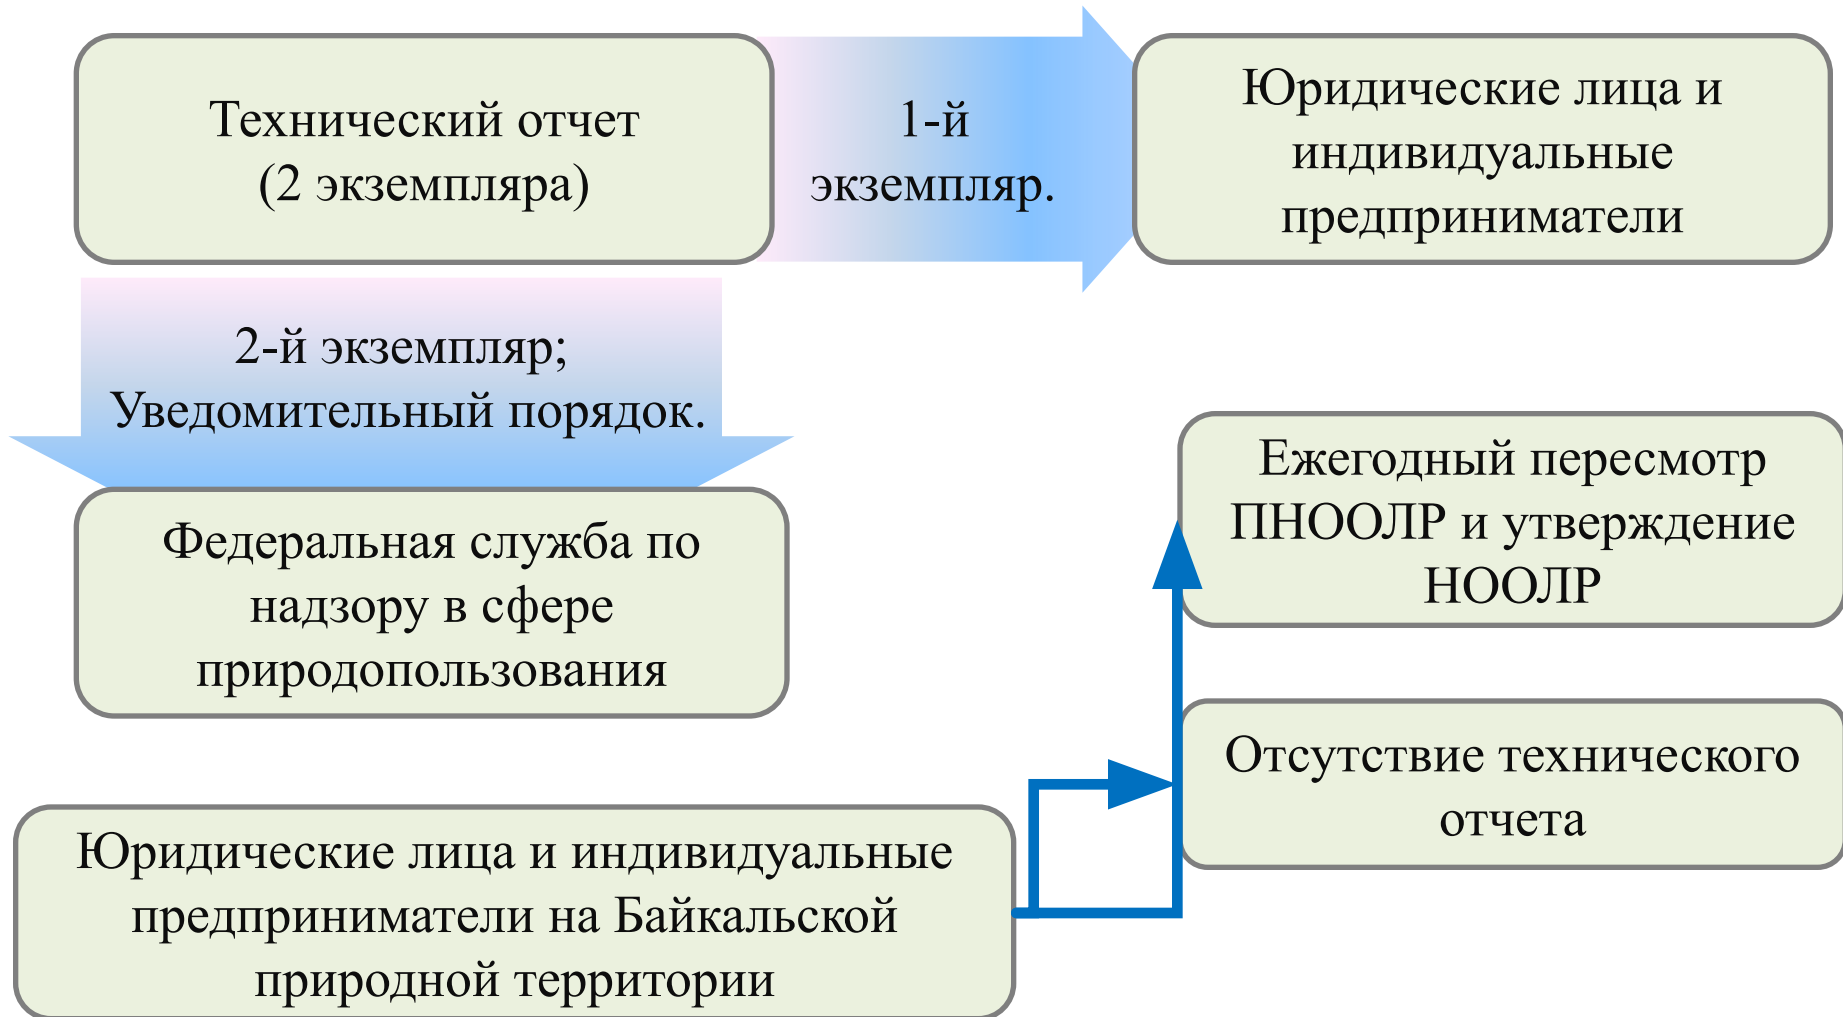 Технический отчет
(2 экземпляра)
1-й
экземпляр.
Юридические лица и
индивидуальные
предприниматели
2-й экземпляр;
Уведомительный порядок.
Федеральная служба по
надзору в сфере
природопользования
Ежегодный пересмотр
ПНООЛР и утверждение
НООЛР
Отсутствие технического
отчета
Юридические лица и индивидуальные
предприниматели на Байкальской
природной территории